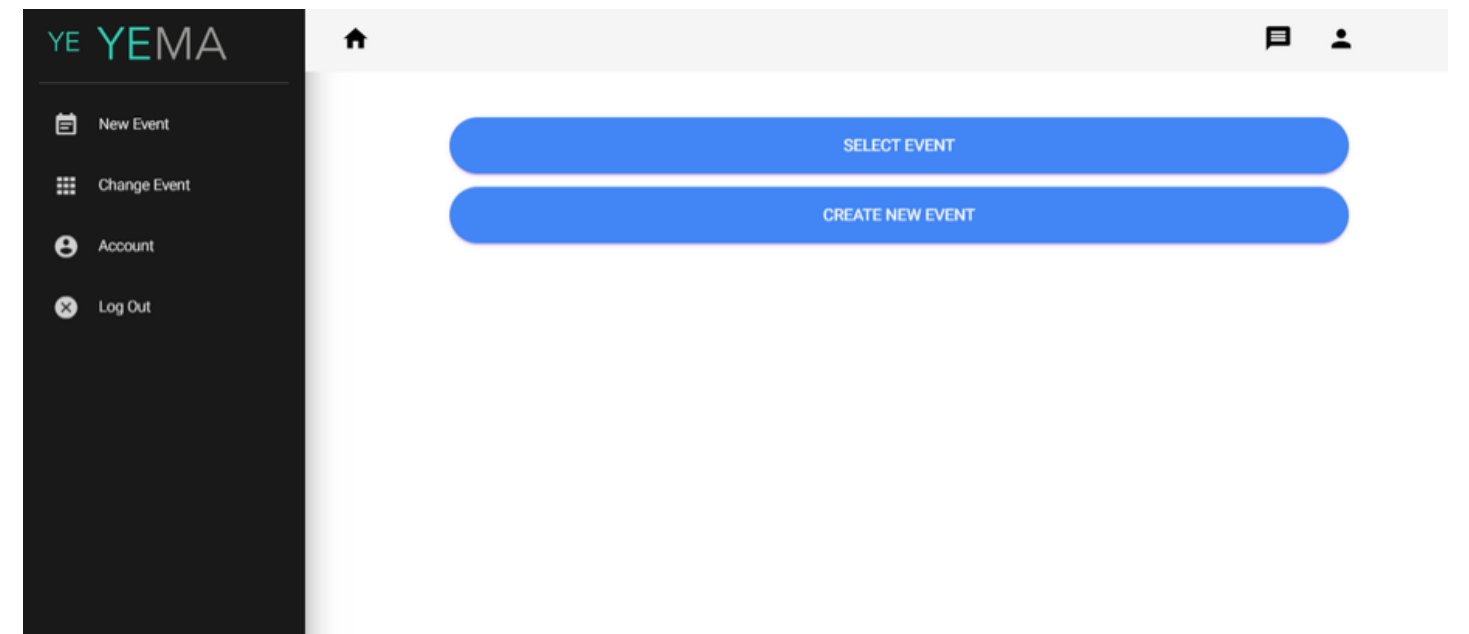 YE YEMA
New Event
Change Event
Account
Log Out
SELECT EVENT
CREATE NEW EVENT